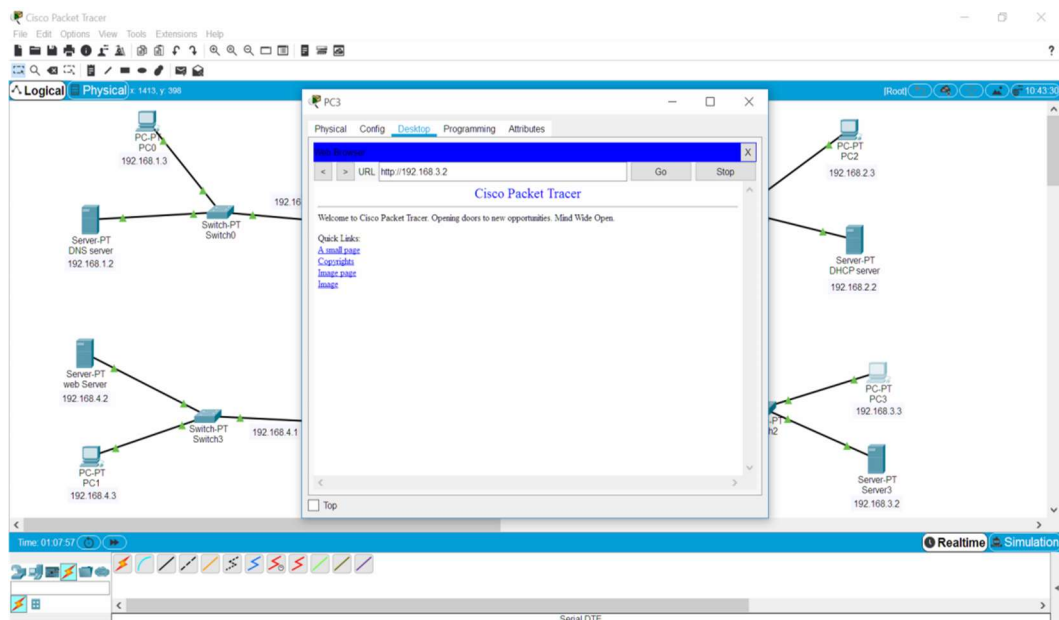 Cisco Packet Tracer
File Edit Options View Tools Extensions Help
?
Logical Physical x: 1413, y: 398
[Root]
10:43:30
PC3
Physical Config Desktop Programming Attributes
X
< > URL http://192.168.3.2 Go Stop
Cisco Packet Tracer
Welcome to Cisco Packet Tracer. Opening doors to new opportunities. Mind Wide Open.
Quick Links:
A small page
Copyrights
Image page
Image
Top
PC-PT
PC0
192.168.1.3
Server-PT
DNS server
192.168.1.2
Switch-PT
Switch0
192.16
PC-PT
PC2
192.168.2.3
Server-PT
DHCP server
192.168.2.2
Server-PT
web Server
192.168.4.2
Switch-PT
Switch3
192.168.4.1
PC-PT
PC1
192.168.4.3
-PT
h2
PC-PT
PC3
192.168.3.3
Server-PT
Server3
192.168.3.2
Time: 01:07:57
Realtime Simulation
Serial DTE